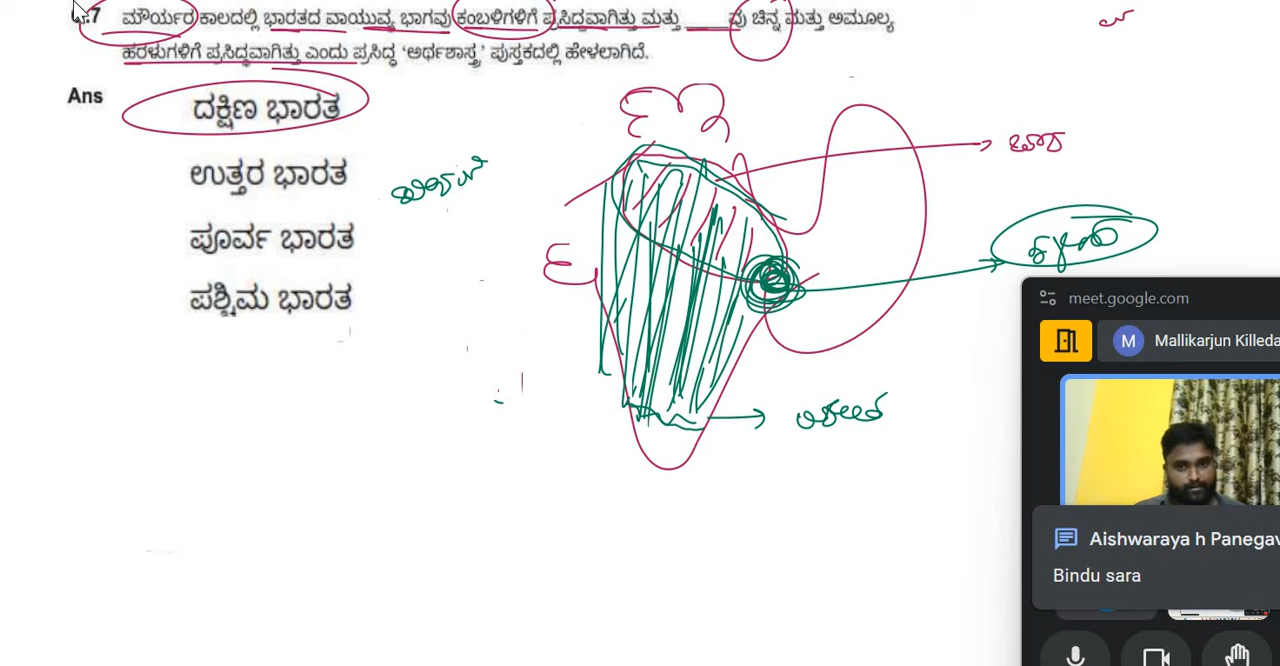 .7 ಮೌರ್ಯರ ಕಾಲದಲ್ಲಿ ಭಾರತದ ವಾಯುವ್ಯ ಭಾಗವು ಕಂಬಳಿಗಳಿಗೆ ಪ್ರಸಿದ್ಧವಾಗಿತ್ತು ಮತ್ತು ____ವು ಚಿನ್ನ ಮತ್ತು ಅಮೂಲ್ಯ
ಹರಳುಗಳಿಗೆ ಪ್ರಸಿದ್ಧವಾಗಿತ್ತು ಎಂದು ಪ್ರಸಿದ್ಧ 'ಅರ್ಥಶಾಸ್ತ್ರ' ಪುಸ್ತಕದಲ್ಲಿ ಹೇಳಲಾಗಿದೆ.
Ans ದಕ್ಷಿಣ ಭಾರತ
ಉತ್ತರ ಭಾರತ
ಪೂರ್ವ ಭಾರತ
ಪಶ್ಚಿಮ ಭಾರತ
meet.google.com
M Mallikarjun Killeda
Aishwaraya h Panegav
Bindu sara